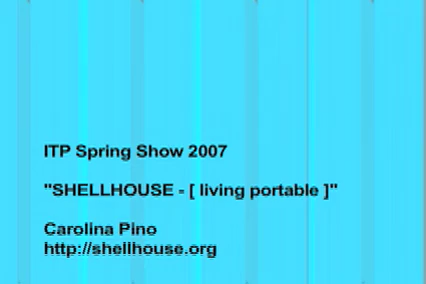 ITP Spring Show 2007
"SHELLHOUSE - [ living portable ]"
Carolina Pino
http://shellhouse.org